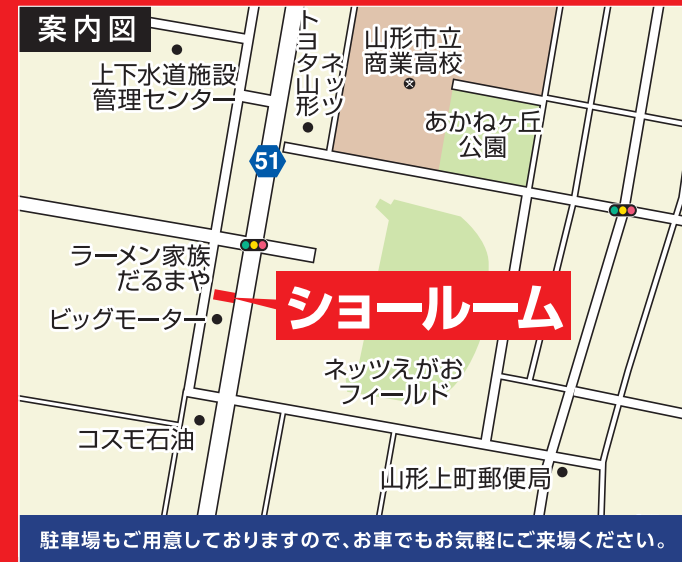 案内図
上下水道施設
管理センター
ネッツ
トヨタ山形
山形市立
商業高校
あかねヶ丘
公園
51
ラーメン家族
だるまや
ショールーム
ビッグモーター
ネッツえがお
フィールド
コスモ石油
山形上町郵便局
駐車場もご用意しておりますので、お車でもお気軽にご来場ください。